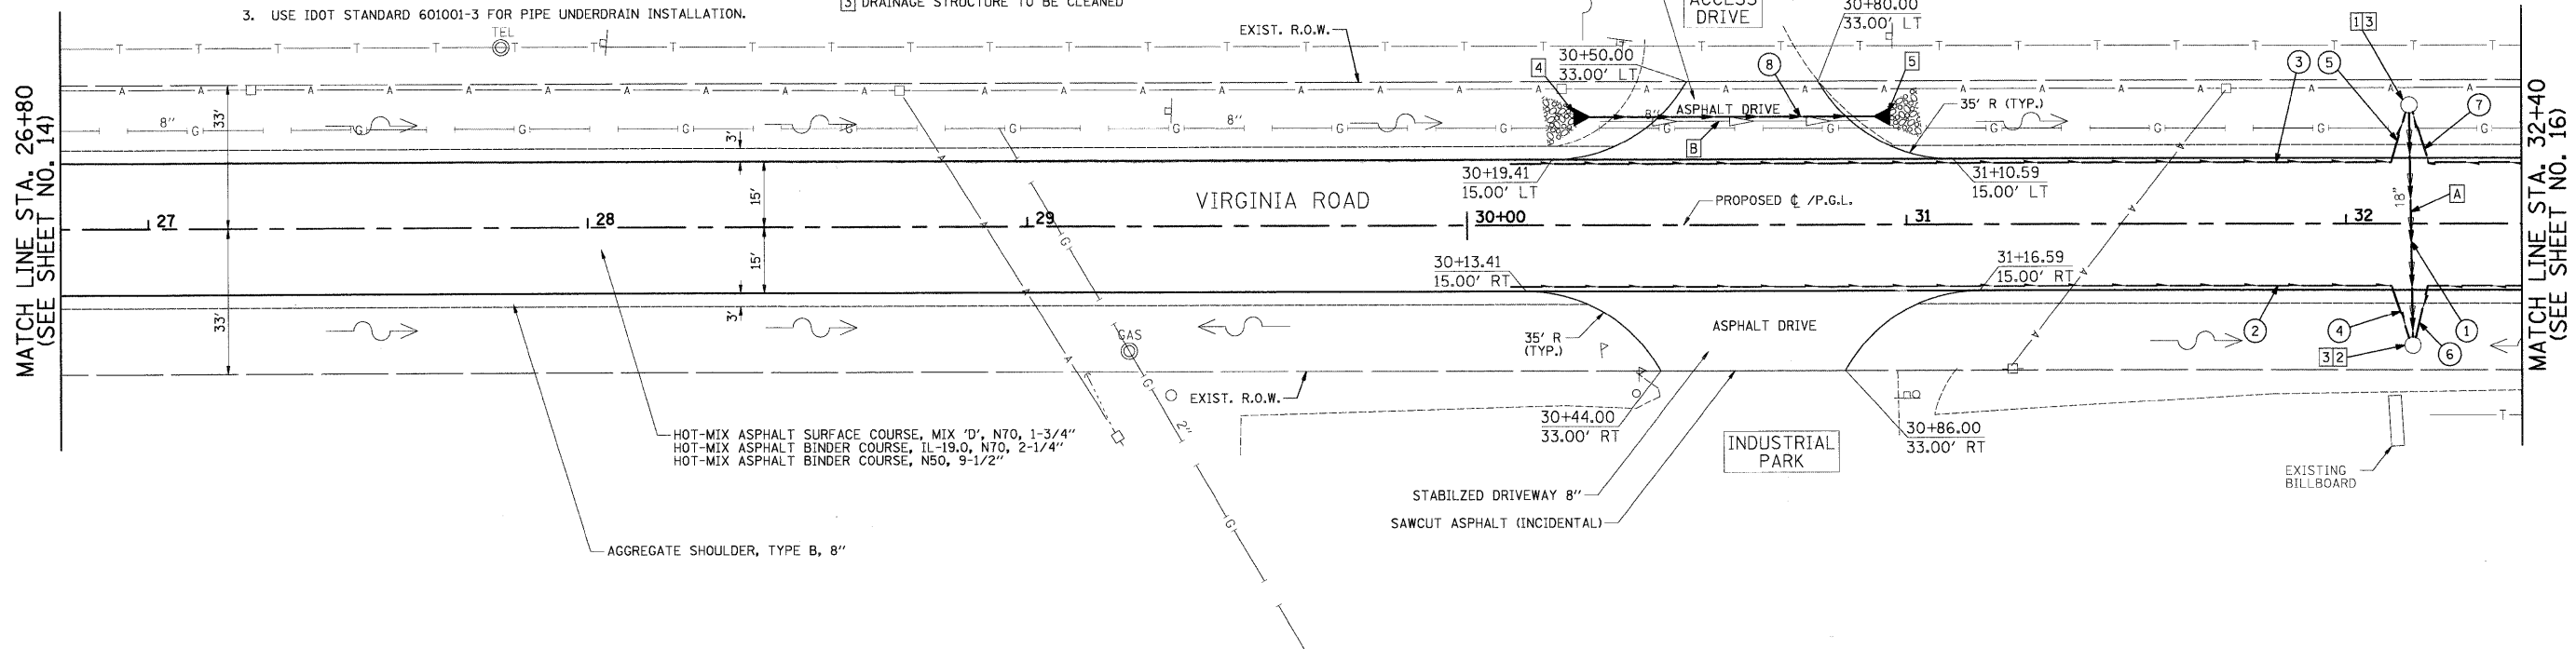 3. USE IDOT STANDARD 601001-3 FOR PIPE UNDERDRAIN INSTALLATION.
3 DRAINAGE STRUCTURE TO BE CLEANED
ACCESS
DRIVE
30+80.00
33.00' LT
TEL
EXIST. R.O.W.
30+50.00
33.00' LT
1 3
4
8
5
3
5
7
35' R (TYP.)
ASPHALT DRIVE
8"
8"
8"
B
33'
3'
15'
15'
3'
33'
MATCH LINE STA. 26+80
(SEE SHEET NO. 14)
MATCH LINE STA. 32+40
(SEE SHEET NO. 16)
30+19.41
15.00' LT
31+10.59
15.00' LT
VIRGINIA ROAD
PROPOSED ℄ /P.G.L.
18"
A
27
28
29
30+00
31
32
30+13.41
15.00' RT
31+16.59
15.00' RT
GAS
35' R
(TYP.)
ASPHALT DRIVE
2
4
1
6
3 2
EXIST. R.O.W.
2"
30+44.00
33.00' RT
30+86.00
33.00' RT
INDUSTRIAL
PARK
HOT-MIX ASPHALT SURFACE COURSE, MIX 'D', N70, 1-3/4"
HOT-MIX ASPHALT BINDER COURSE, IL-19.0, N70, 2-1/4"
HOT-MIX ASPHALT BINDER COURSE, N50, 9-1/2"
EXISTING
BILLBOARD
STABILZED DRIVEWAY 8"
SAWCUT ASPHALT (INCIDENTAL)
AGGREGATE SHOULDER, TYPE B, 8"